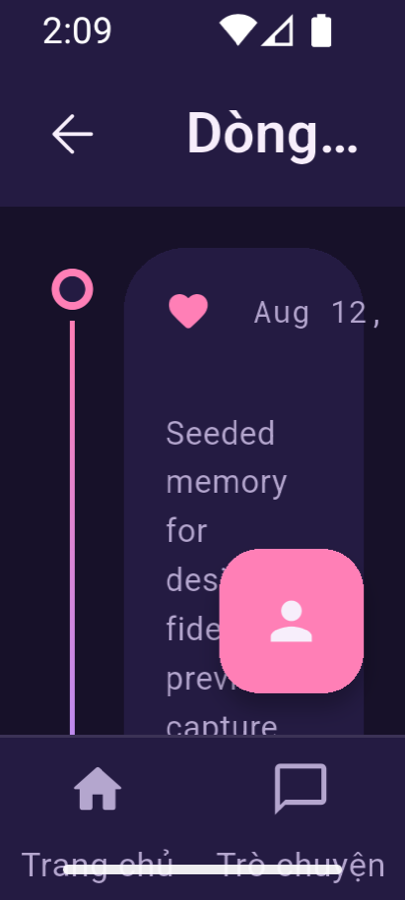 2:09
Dòng…
Aug 12,
Seeded
memory
for
capture
Trang chủ
Trò chuyện